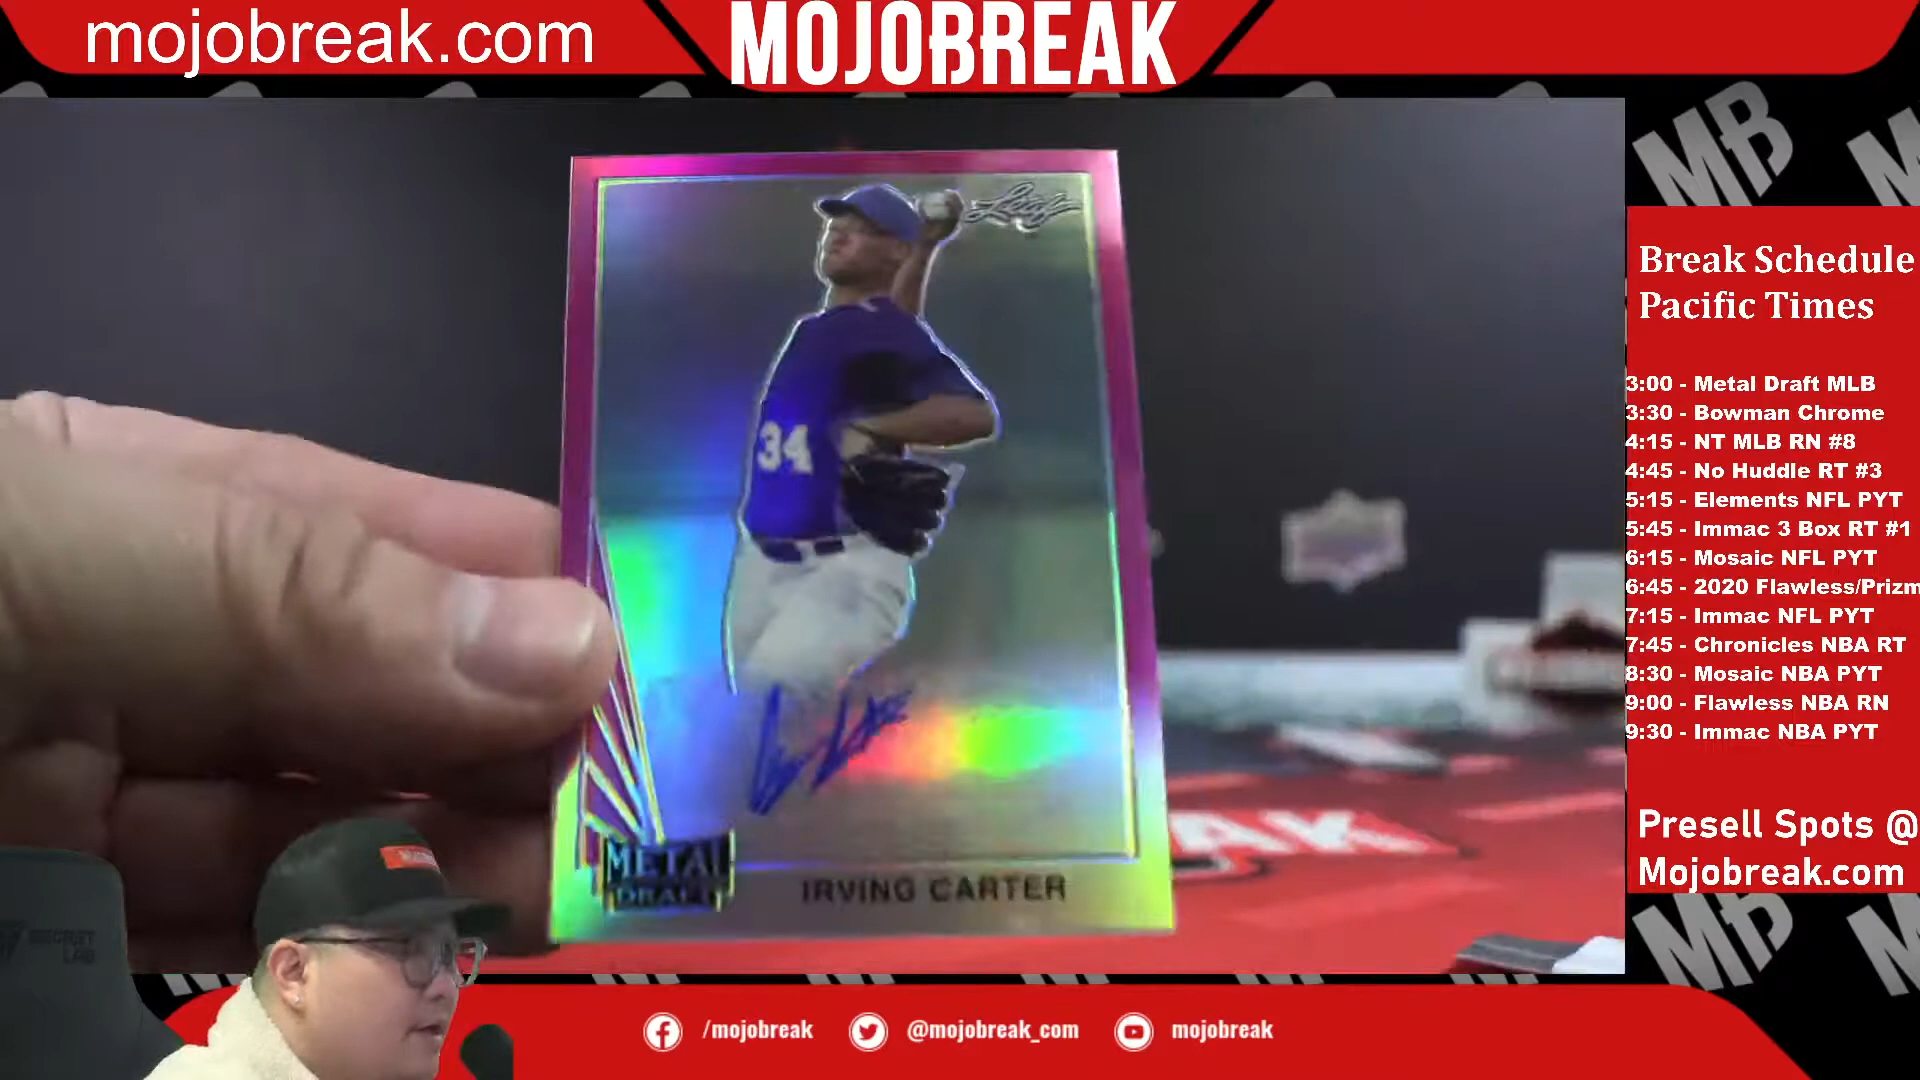 mojobreak.com
MOJOBREAK
MB
Break Schedule
Pacific Times
3:00 - Metal Draft MLB
3:30 - Bowman Chrome
4:15 - NT MLB RN #8
4:45 - No Huddle RT #3
5:15 - Elements NFL PYT
5:45 - Immac 3 Box RT #1
6:15 - Mosaic NFL PYT
6:45 - 2020 Flawless/Prizm
7:15 - Immac NFL PYT
7:45 - Chronicles NBA RT
8:30 - Mosaic NBA PYT
9:00 - Flawless NBA RN
9:30 - Immac NBA PYT
Presell Spots @
Mojobreak.com
MB
Leaf
34
METAL
DRAFT
IRVING CARTER
SECRET
LAB
/mojobreak
@mojobreak_com
mojobreak